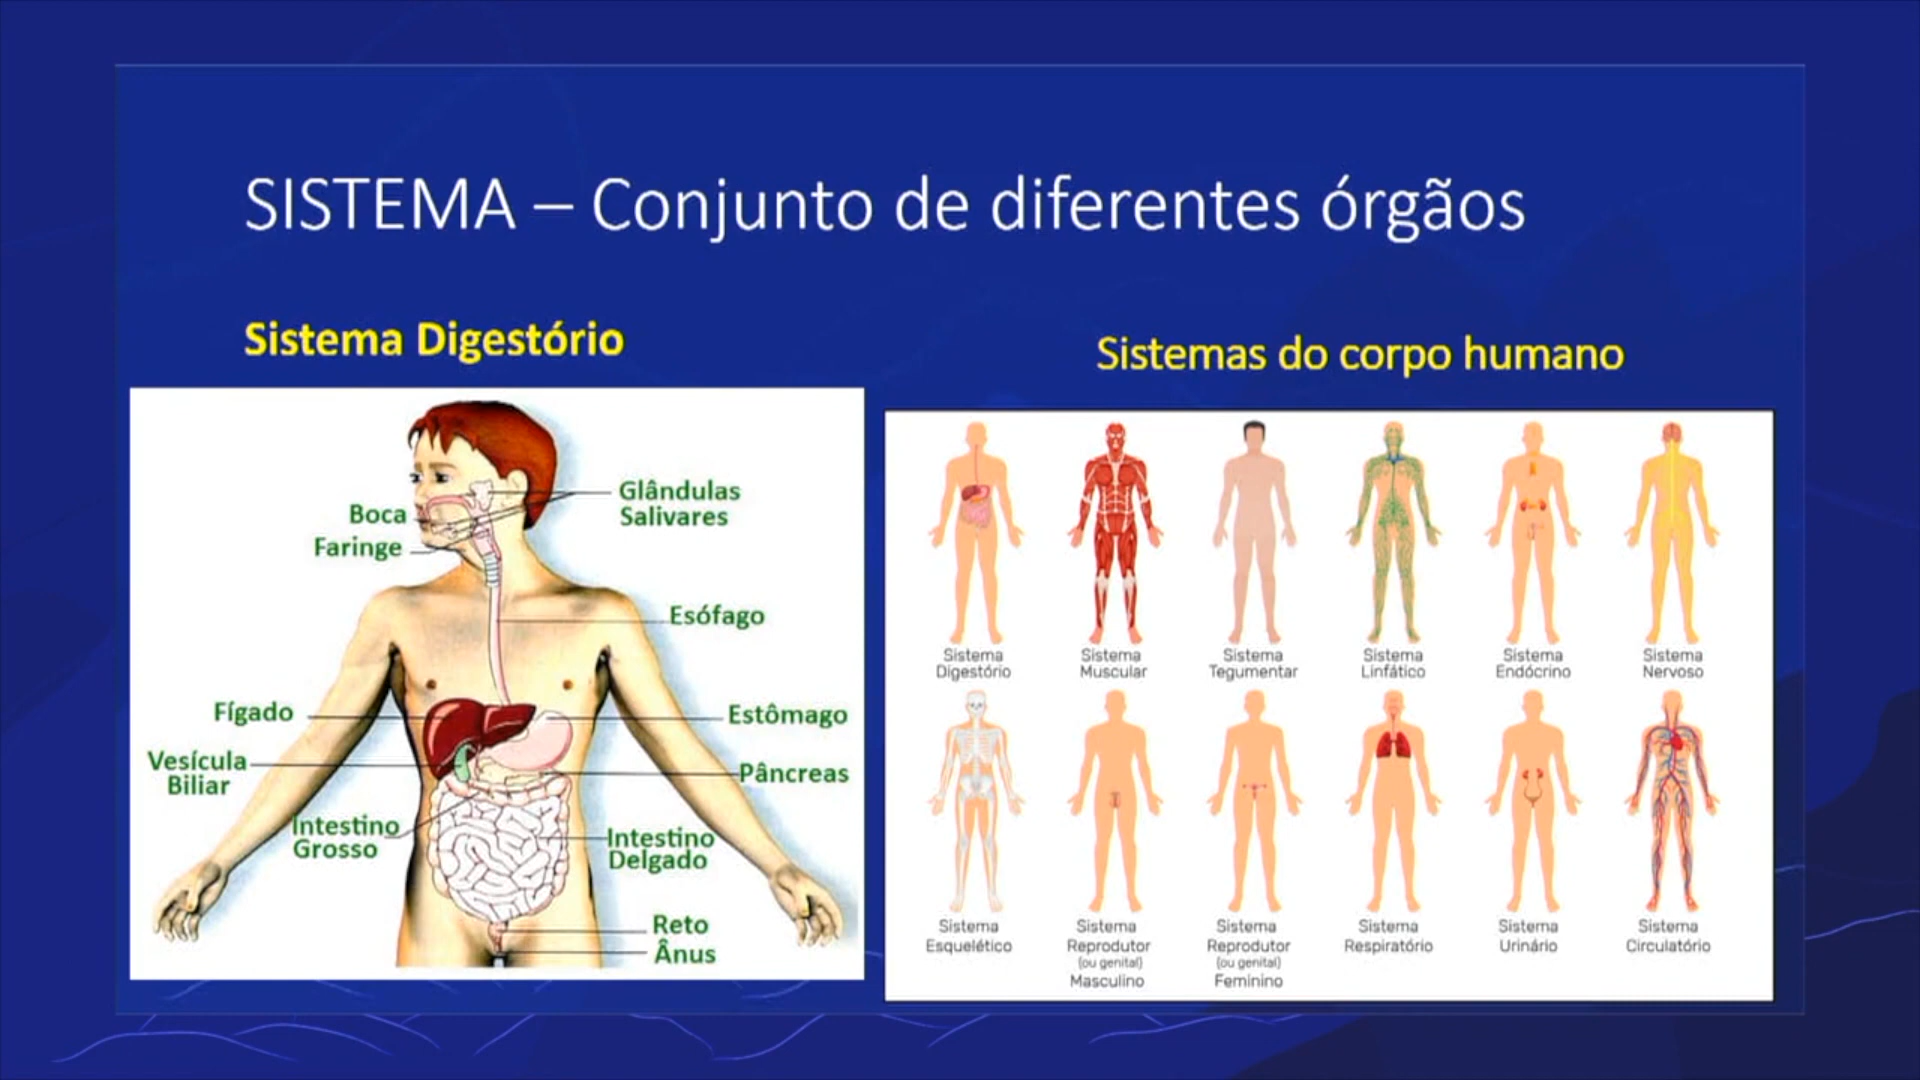 SISTEMA – Conjunto de diferentes órgãos
Sistema Digestório
Glândulas
Salivares
Boca
Faringe
Esófago
Fígado
Estômago
Vesícula
Biliar
Pâncreas
Intestino
Grosso
Intestino
Delgado
Reto
Ânus
Sistemas do corpo humano
Sistema
Digestório
Sistema
Muscular
Sistema
Tegumentar
Sistema
Linfático
Sistema
Endócrino
Sistema
Nervoso
Sistema
Esquelético
Sistema
Reprodutor
(ou genital)
Masculino
Sistema
Reprodutor
(ou genital)
Feminino
Sistema
Respiratório
Sistema
Urinário
Sistema
Circulatório